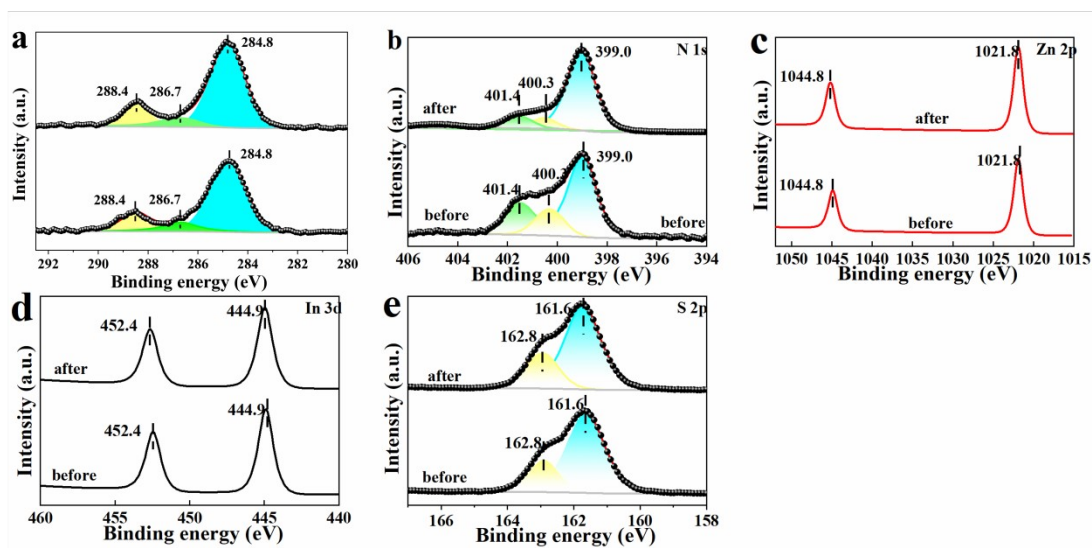 a
284.8
288.4
286.7
284.8
288.4
286.7
Intensity (a.u.)
292 290 288 286 284 282 280
Binding energy (eV)
b
N 1s
399.0
400.3
401.4
after
399.0
401.4
before
before
Intensity (a.u.)
406 404 402 400 398 396 394
Binding energy (eV)
c
Zn 2p
1021.8
1044.8
after
1021.8
1044.8
before
Intensity (a.u.)
1050 1045 1040 1035 1030 1025 1020 1015
Binding energy (eV)
d
In 3d
444.9
452.4
after
444.9
452.4
before
Intensity (a.u.)
460 455 450 445 440
Binding energy (eV)
e
S 2p
161.6
162.8
after
161.6
162.8
before
Intensity (a.u.)
166 164 162 160 158
Binding energy (eV)